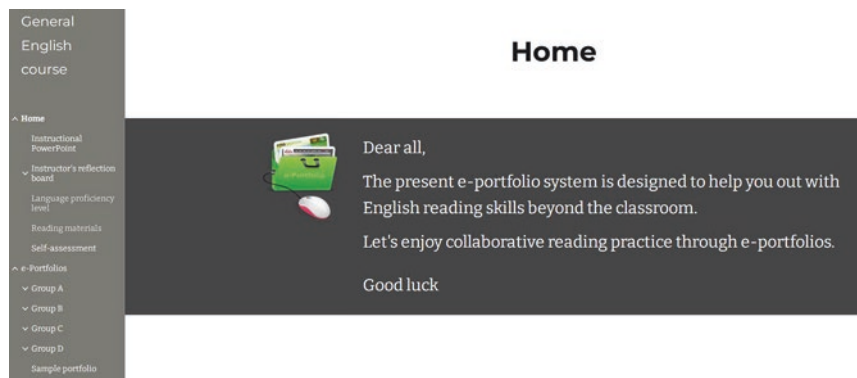 General
English
course
Home
Instructional
PowerPoint
Instructor's reflection
board
Language proficiency
level
Reading materials
Self-assessment
e-Portfolios
Group A
Group B
Group C
Group D
Sample portfolio
Home
e-Portfolio
Dear all,
The present e-portfolio system is designed to help you out with
English reading skills beyond the classroom.
Let's enjoy collaborative reading practice through e-portfolios.
Good luck